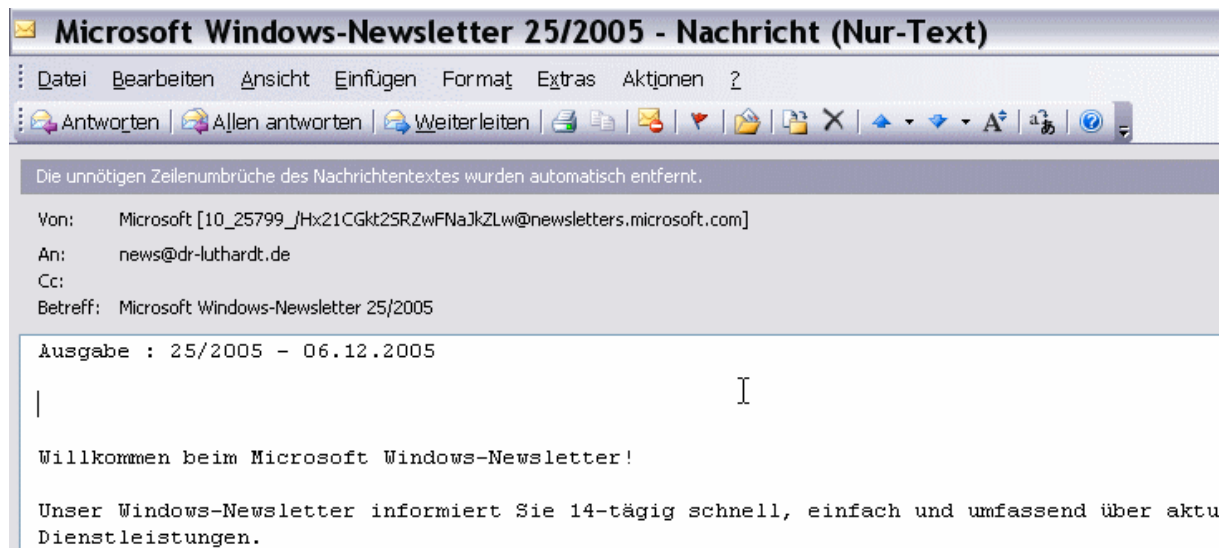 Microsoft Windows-Newsletter 25/2005 - Nachricht (Nur-Text)
Datei Bearbeiten Ansicht Einfügen Format Extras Aktionen ?
Antworten Allen antworten Weiterleiten
Die unnötigen Zeilenumbrüche des Nachrichtentextes wurden automatisch entfernt.
Von: Microsoft [10_25799_/Hx21CGkt2SRZwFNaJkZLw@newsletters.microsoft.com]
An: news@dr-luthardt.de
Cc:
Betreff: Microsoft Windows-Newsletter 25/2005
Ausgabe : 25/2005 - 06.12.2005
Willkommen beim Microsoft Windows-Newsletter!
Unser Windows-Newsletter informiert Sie 14-tägig schnell, einfach und umfassend über aktu
Dienstleistungen.